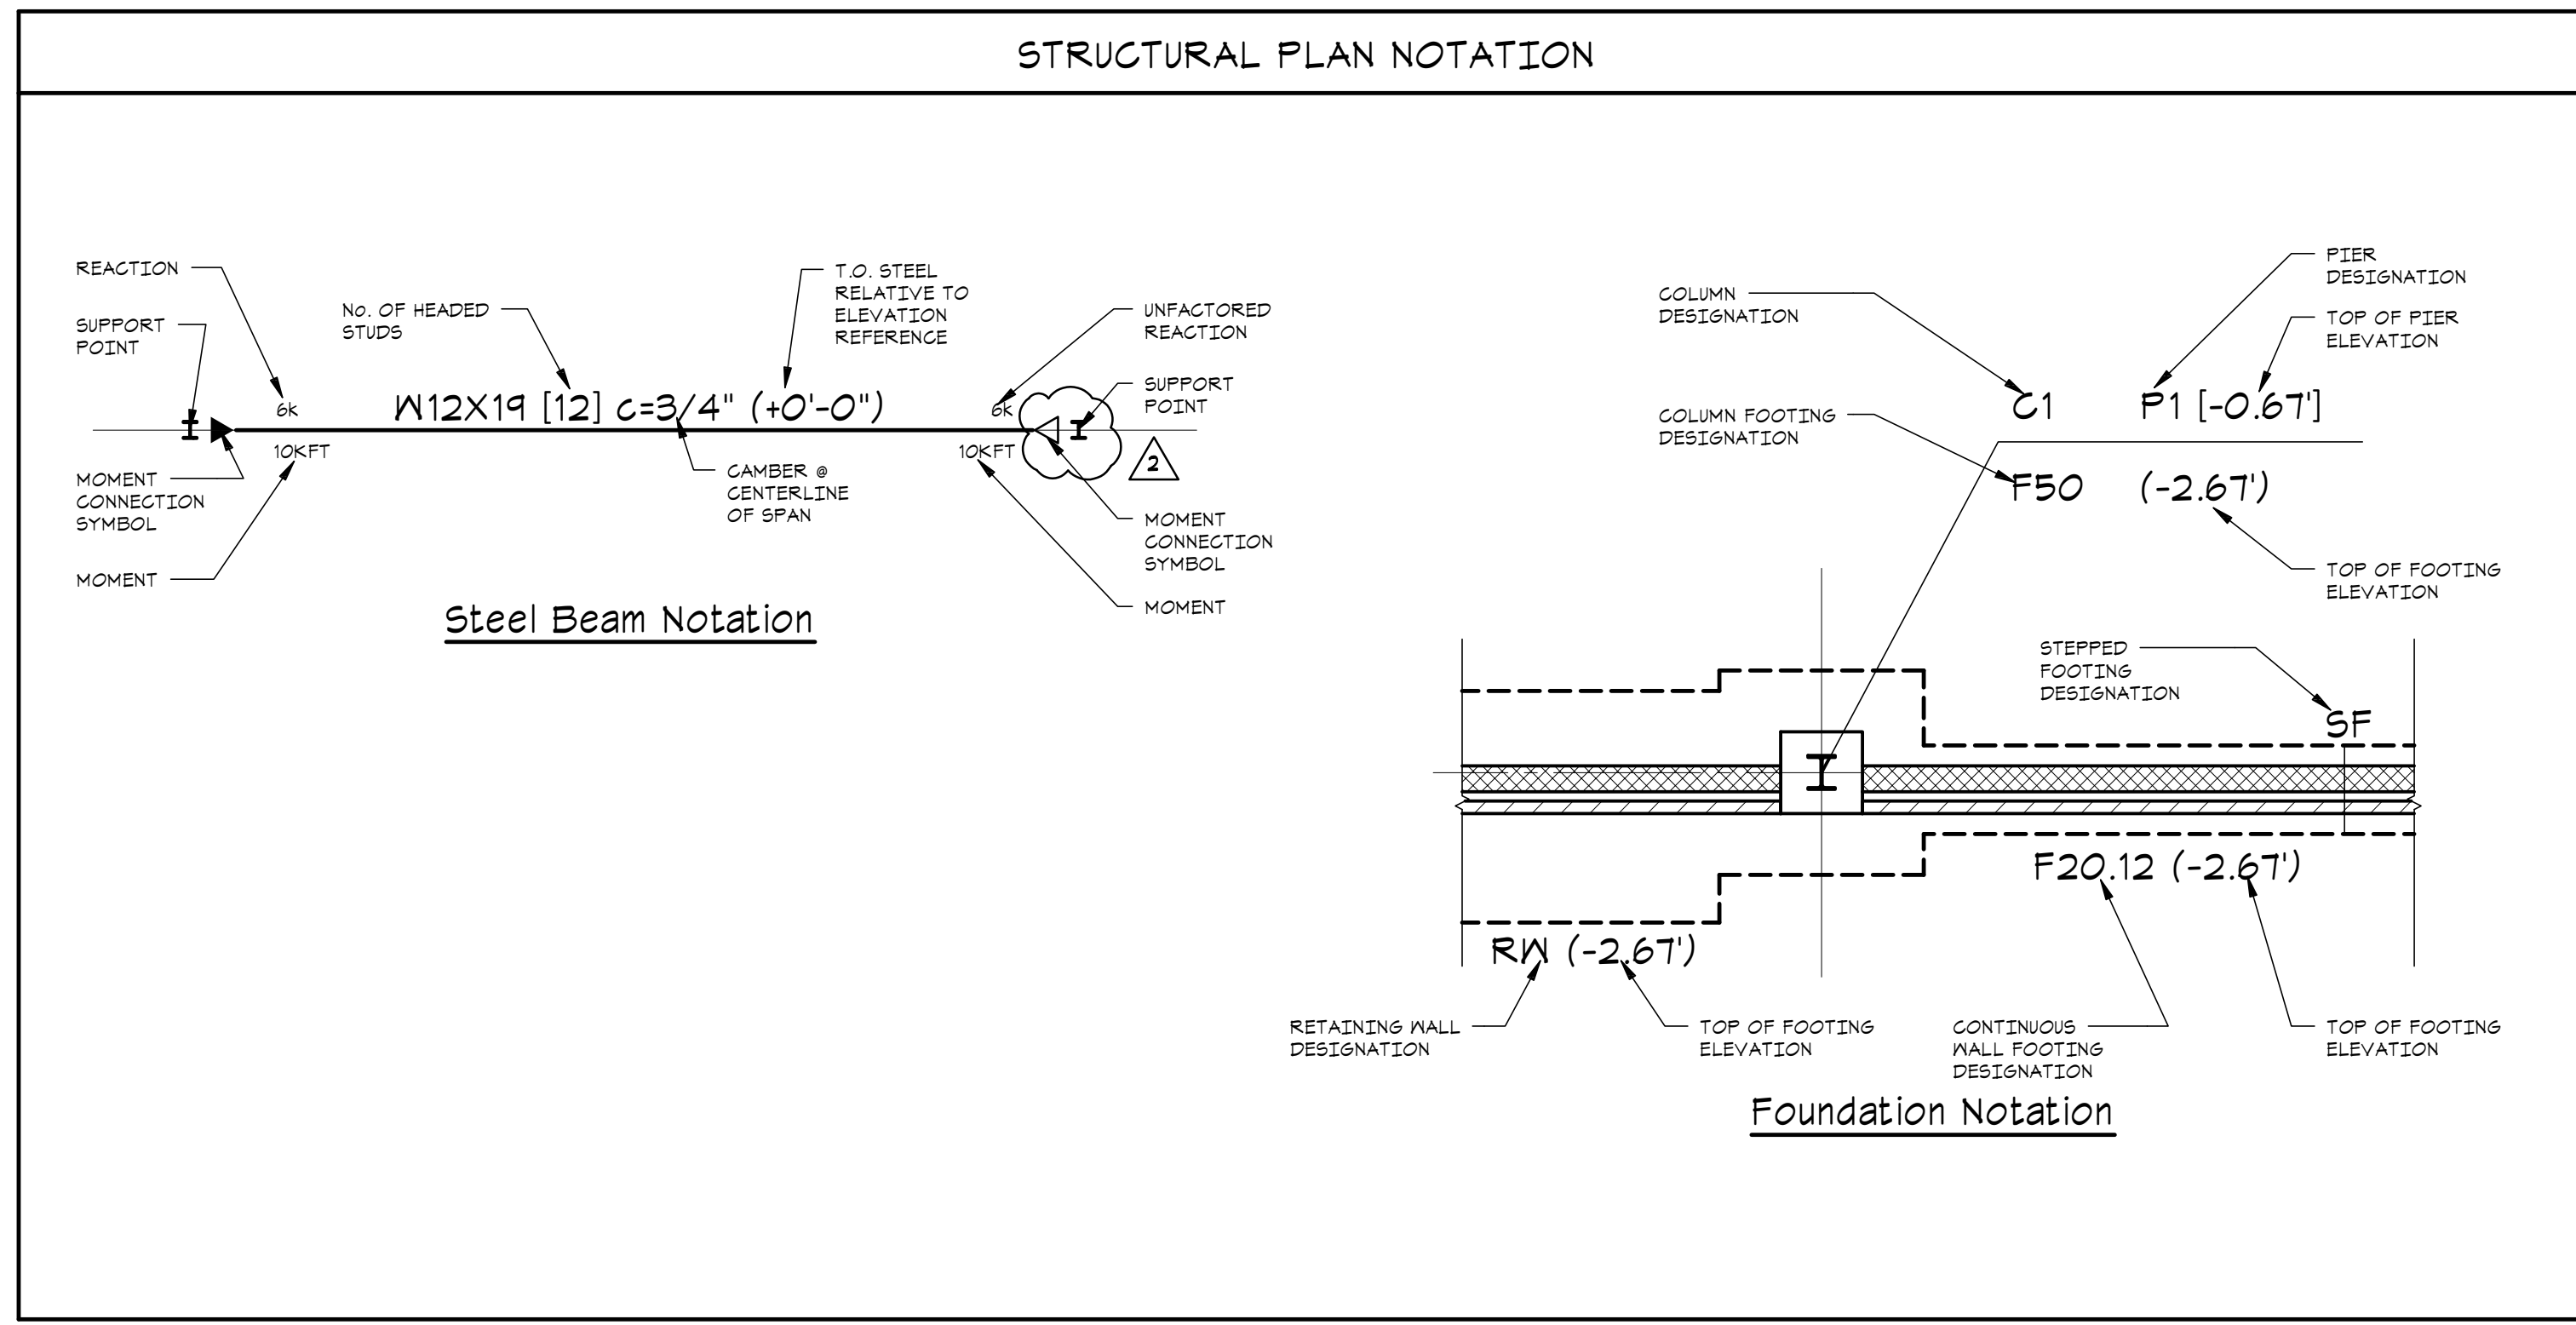 STRUCTURAL PLAN NOTATION
REACTION
SUPPORT
POINT
No. OF HEADED
STUDS
T.O. STEEL
RELATIVE TO
ELEVATION
REFERENCE
UNFACTORED
REACTION
SUPPORT
POINT
6k
W12X19 [12] c=3/4" (+0'-0")
6k
10KFT
10KFT
2
MOMENT
CONNECTION
SYMBOL
MOMENT
CAMBER @
CENTERLINE
OF SPAN
MOMENT
CONNECTION
SYMBOL
MOMENT
Steel Beam Notation
COLUMN
DESIGNATION
PIER
DESIGNATION
TOP OF PIER
ELEVATION
C1 P1 [-0.67']
COLUMN FOOTING
DESIGNATION
F50 (-2.67')
TOP OF FOOTING
ELEVATION
STEPPED
FOOTING
DESIGNATION
SF
F20.12 (-2.67')
RW (-2.67')
RETAINING WALL
DESIGNATION
TOP OF FOOTING
ELEVATION
CONTINUOUS
WALL FOOTING
DESIGNATION
TOP OF FOOTING
ELEVATION
Foundation Notation